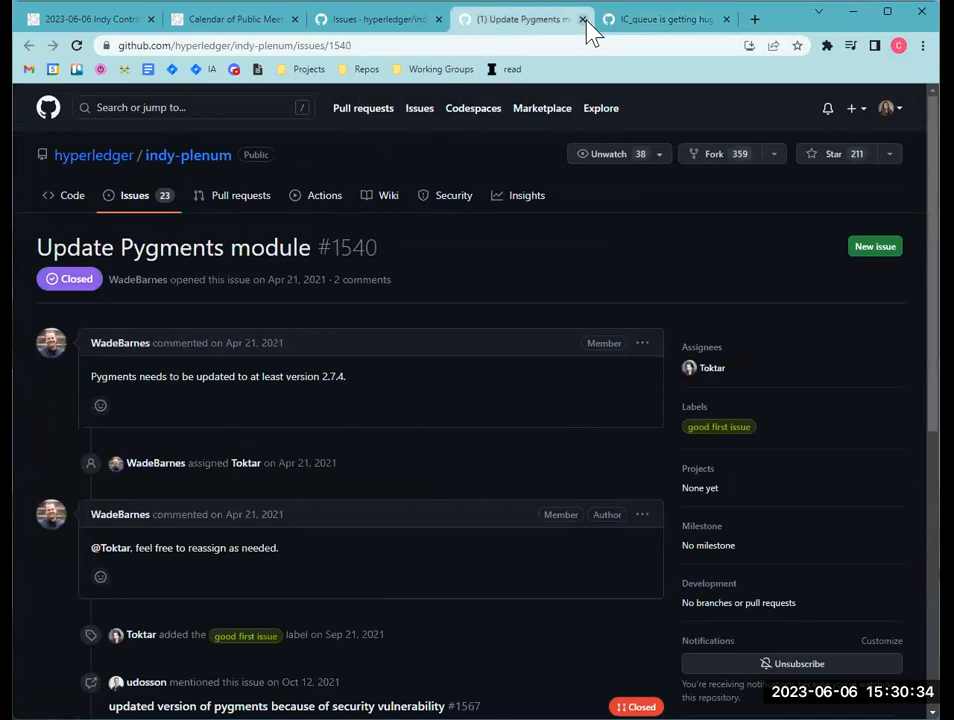 2023-06-06 Indy Contri
Calendar of Public Meet
Issues · hyperledger/ind
(1) Update Pygments m
IC_queue is getting hug
github.com/hyperledger/indy-plenum/issues/1540
IA
Projects
Repos
Working Groups
read
Search or jump to...
/
Pull requests
Issues
Codespaces
Marketplace
Explore
hyperledger / indy-plenum
Public
Unwatch 38
Fork 359
Star 211
Code
Issues 23
Pull requests
Actions
Wiki
Security
Insights
Update Pygments module #1540
New issue
Closed
WadeBarnes opened this issue on Apr 21, 2021 · 2 comments
WadeBarnes commented on Apr 21, 2021
Member
Pygments needs to be updated to at least version 2.7.4.
WadeBarnes assigned Toktar on Apr 21, 2021
WadeBarnes commented on Apr 21, 2021
Member
Author
@Toktar, feel free to reassign as needed.
Toktar added the good first issue label on Sep 21, 2021
udosson mentioned this issue on Oct 12, 2021
updated version of pygments because of security vulnerability #1567
Closed
Assignees
Toktar
Labels
good first issue
Projects
None yet
Milestone
No milestone
Development
No branches or pull requests
Notifications
Customize
Unsubscribe
You're receiving
this repository.
2023-06-06 15:30:34